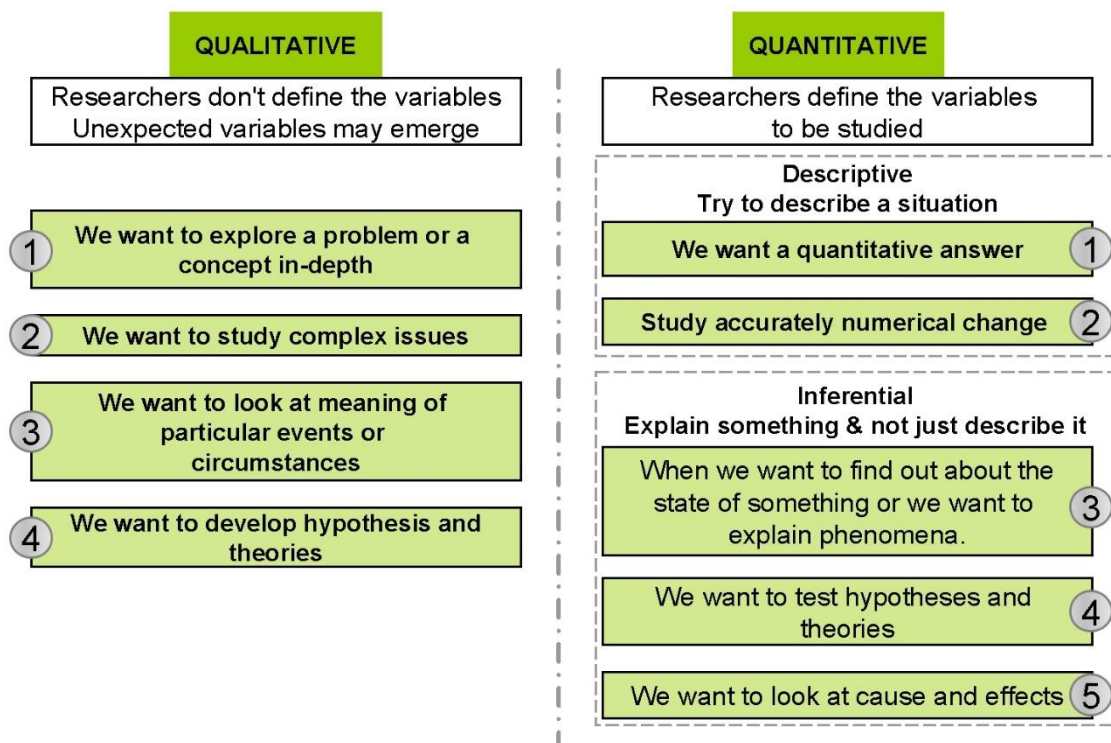 QUALITATIVE
Researchers don't define the variables
Unexpected variables may emerge
1
We want to explore a problem or a
concept in-depth
2
We want to study complex issues
3
We want to look at meaning of
particular events or
circumstances
4
We want to develop hypothesis and
theories
QUANTITATIVE
Researchers define the variables
to be studied
Descriptive
Try to describe a situation
We want a quantitative answer
1
Study accurately numerical change
2
Inferential
Explain something & not just describe it
When we want to find out about the
state of something or we want to
explain phenomena.
3
We want to test hypotheses and
theories
4
We want to look at cause and effects
5